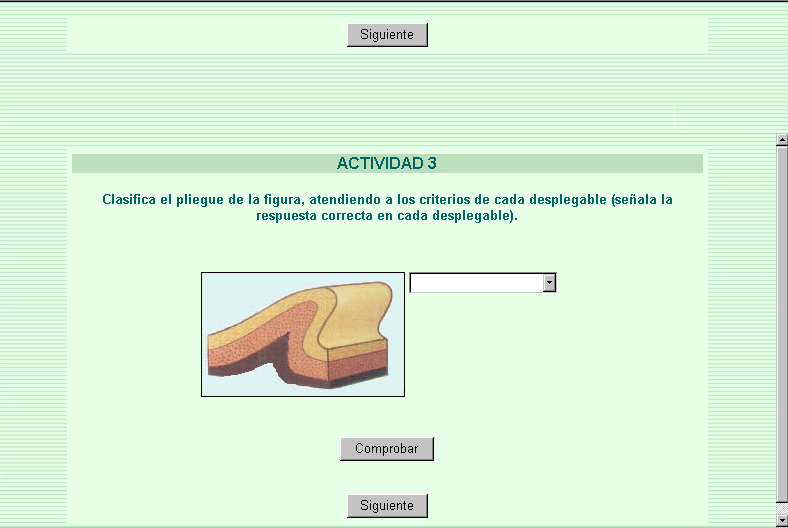 Siguiente
ACTIVIDAD 3
Clasifica el pliegue de la figura, atendiendo a los criterios de cada desplegable (señala la
respuesta correcta en cada desplegable).
Comprobar
Siguiente